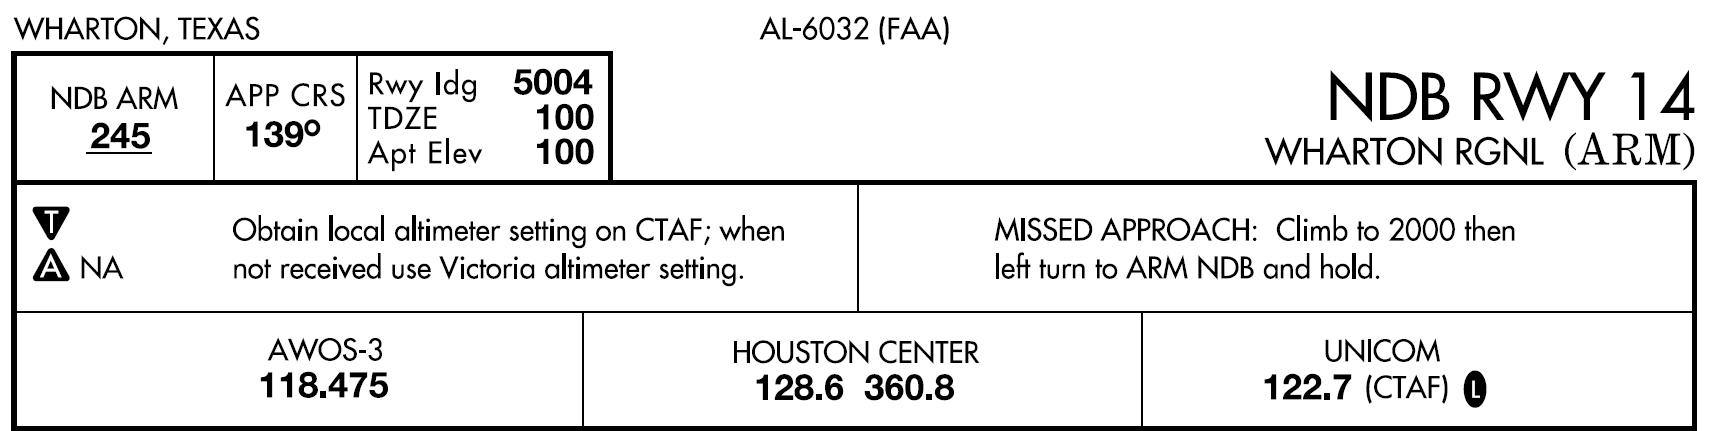 WHARTON, TEXAS
AL-6032 (FAA)
NDB ARM
245
APP CRS
139°
Rwy ldg 5004
TDZE 100
Apt Elev 100
NDB RWY 14
WHARTON RGNL (ARM)
T
A NA
Obtain local altimeter setting on CTAF; when
not received use Victoria altimeter setting.
MISSED APPROACH: Climb to 2000 then
left turn to ARM NDB and hold.
AWOS-3
118.475
HOUSTON CENTER
128.6 360.8
UNICOM
122.7 (CTAF) L